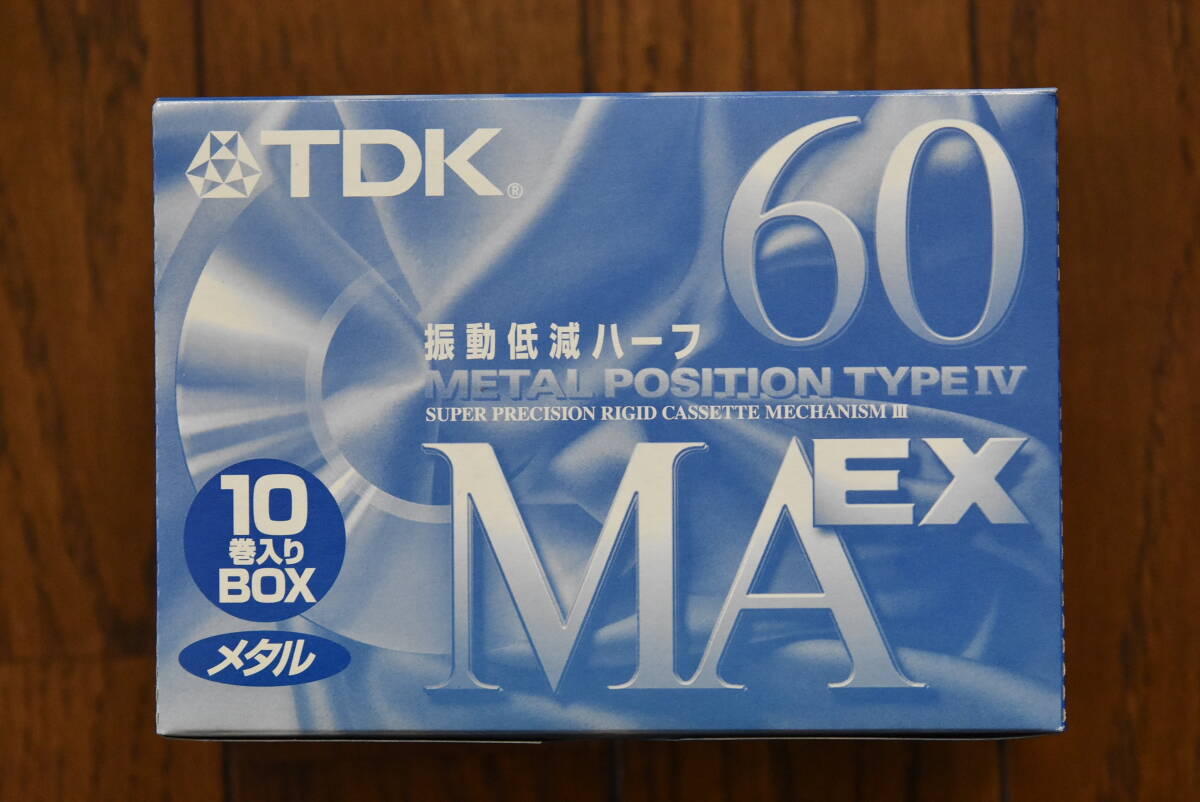 TDK®
60
振動低減ハーフ
METAL POSITION TYPE IV
SUPER PRECISION RIGID CASSETTE MECHANISM III
MA EX
10
巻入り
BOX
メタル